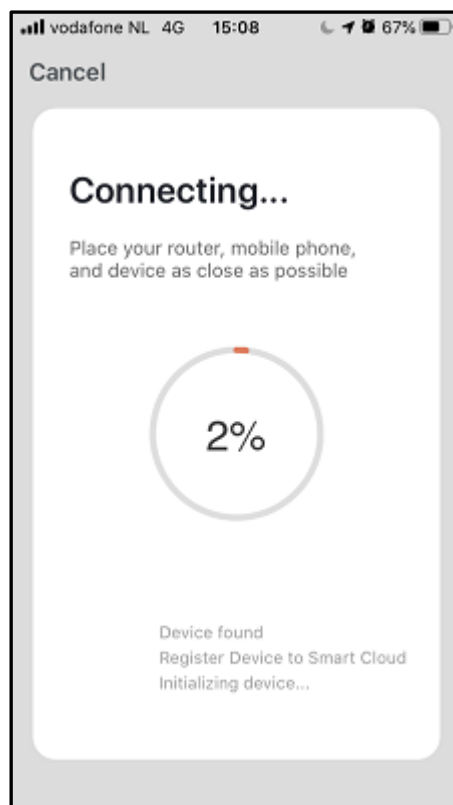 vodafone NL 4G 15:08 67%
Cancel
Connecting...
Place your router, mobile phone,
and device as close as possible
2%
Device found
Register Device to Smart Cloud
Initializing device...